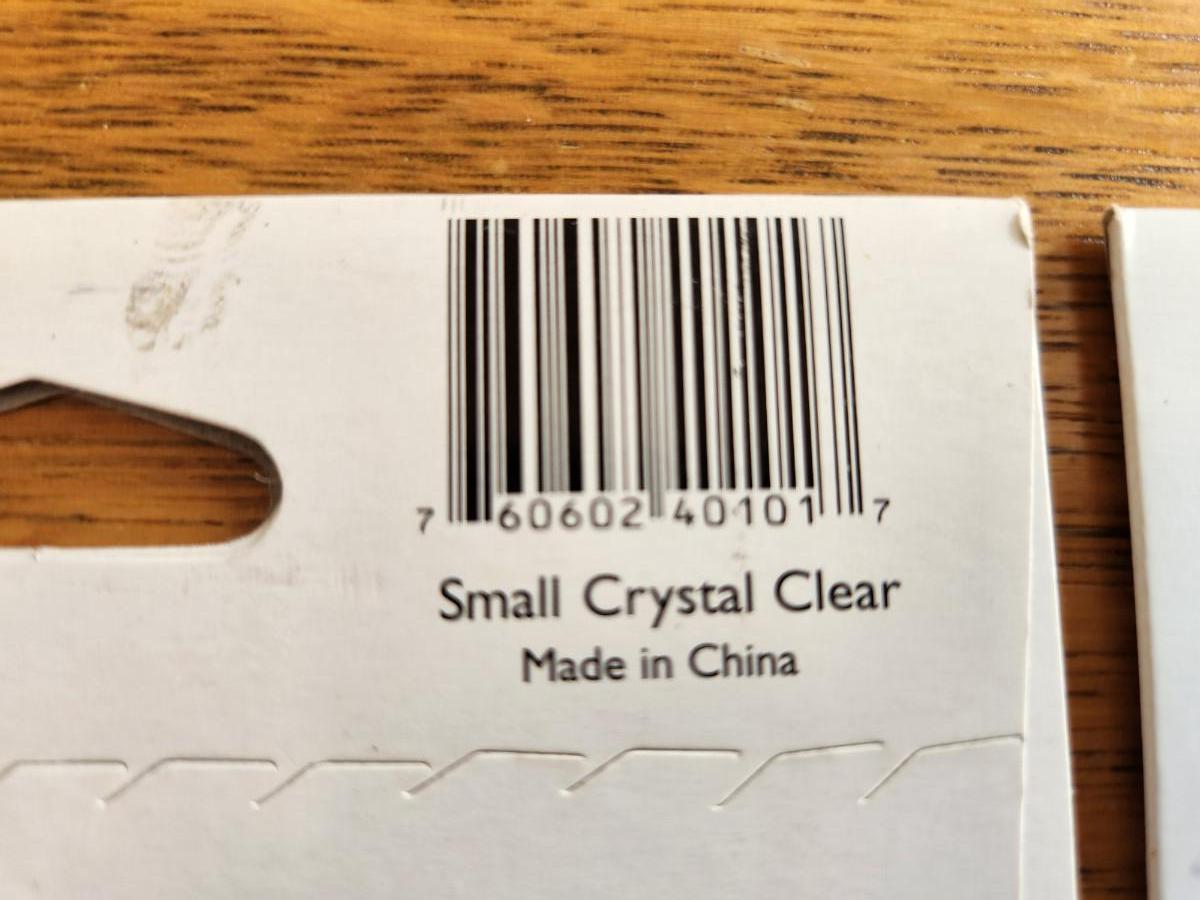 7 60602 40101 7
Small Crystal Clear
Made in China